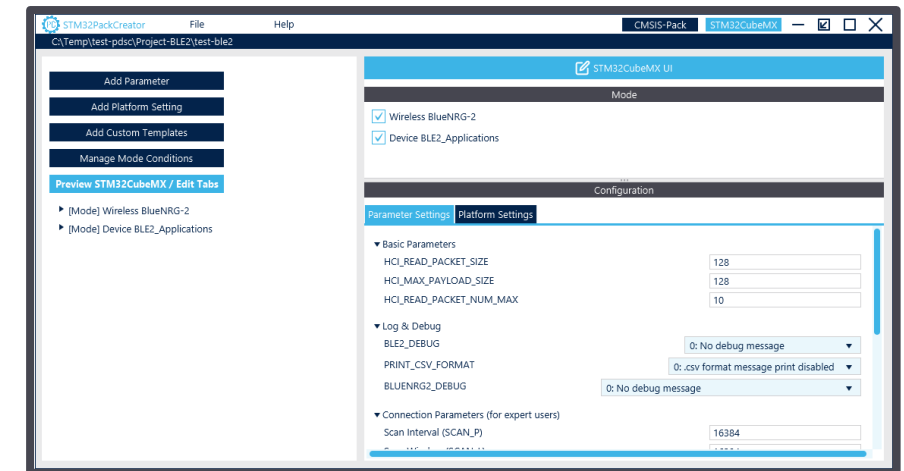 STM32PackCreator File Help CMSIS-Pack STM32CubeMX
C:\Temp\test-pdsc\Project-BLE2\test-ble2
Add Parameter
Add Platform Setting
Add Custom Templates
Manage Mode Conditions
Preview STM32CubeMX / Edit Tabs
[Mode] Wireless BlueNRG-2
[Mode] Device BLE2_Applications
STM32CubeMX UI
Mode
Wireless BlueNRG-2
Device BLE2_Applications
Configuration
Parameter Settings Platform Settings
Basic Parameters
HCI_READ_PACKET_SIZE 128
HCI_MAX_PAYLOAD_SIZE 128
HCI_READ_PACKET_NUM_MAX 10
Log & Debug
BLE2_DEBUG 0: No debug message
PRINT_CSV_FORMAT 0: .csv format message print disabled
BLUENRG2_DEBUG 0: No debug message
Connection Parameters (for expert users)
Scan Interval (SCAN_P) 16384